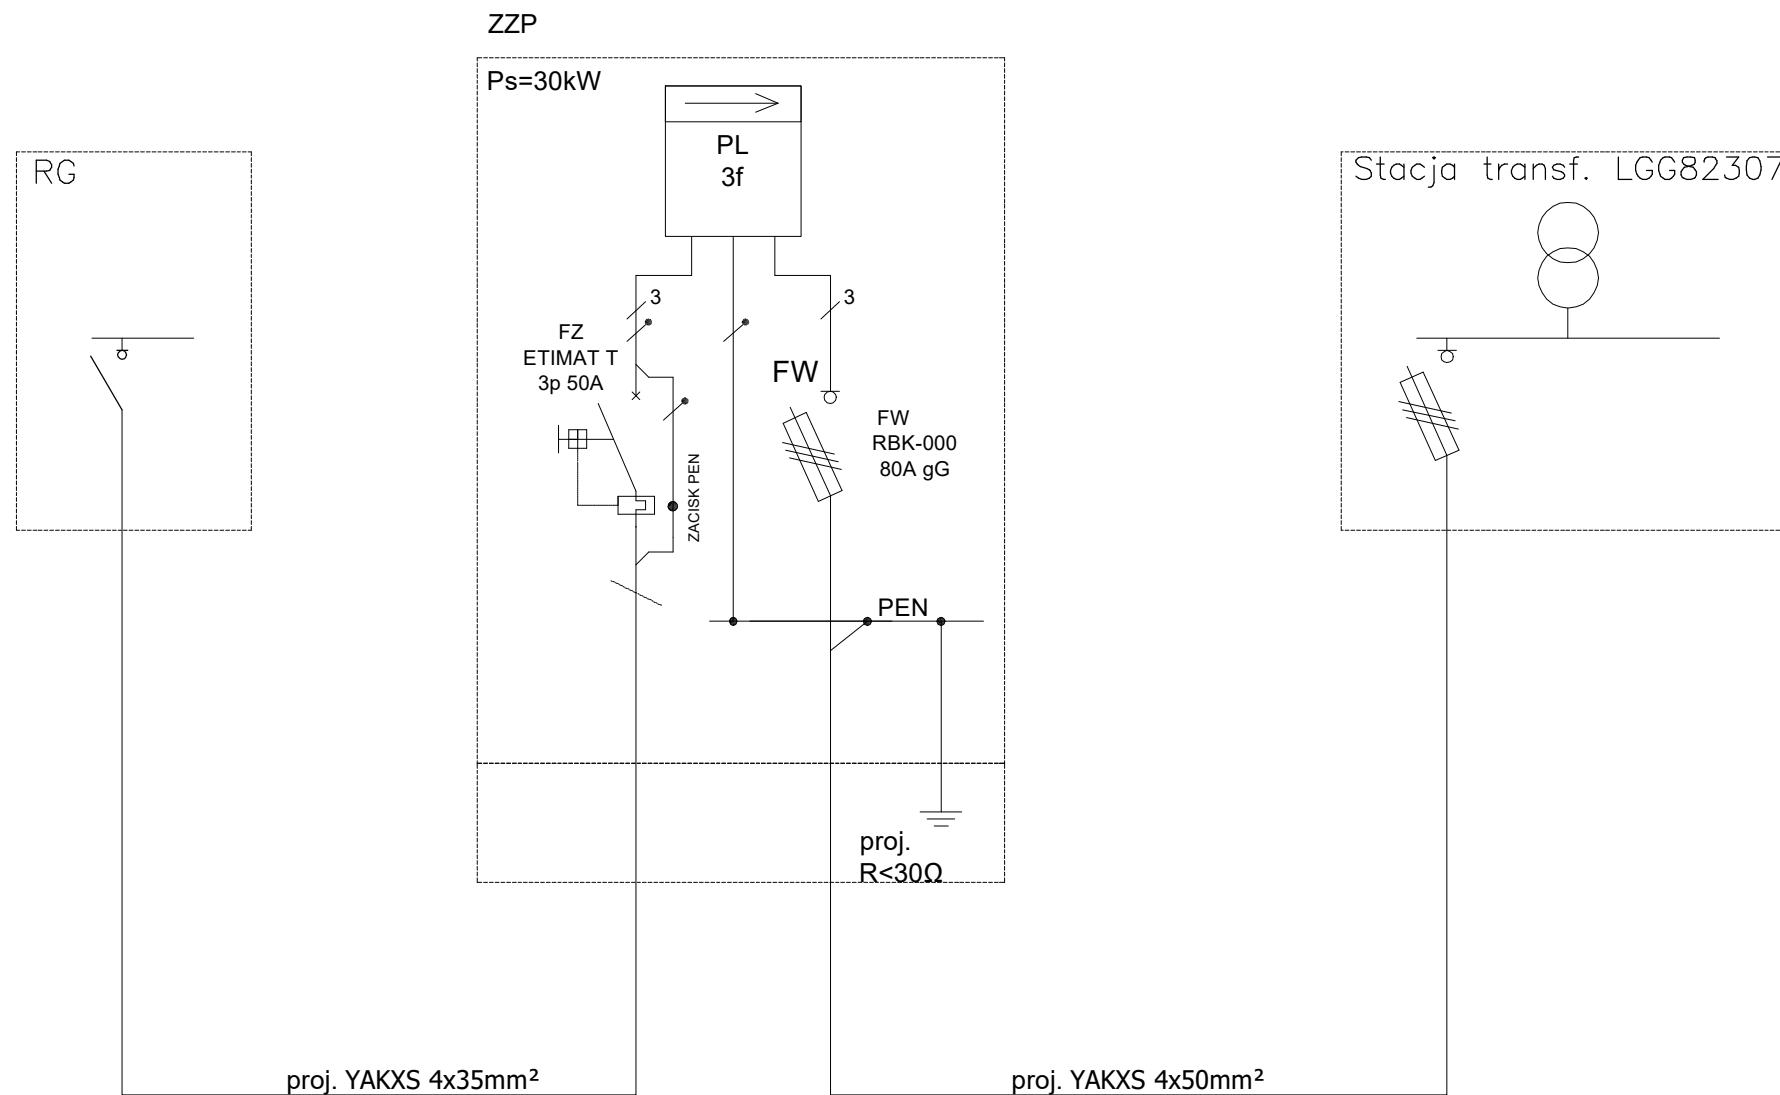 ZZP
Ps=30kW
PL
3f
RG
Stacja transf. LGG82307
3
3
FZ
ETIMAT T
3p 50A
FW
FW
RBK-000
80A gG
ZACISK PEN
PEN
proj.
R<30Ω
proj. YAKXS 4x35mm²
proj. YAKXS 4x50mm²